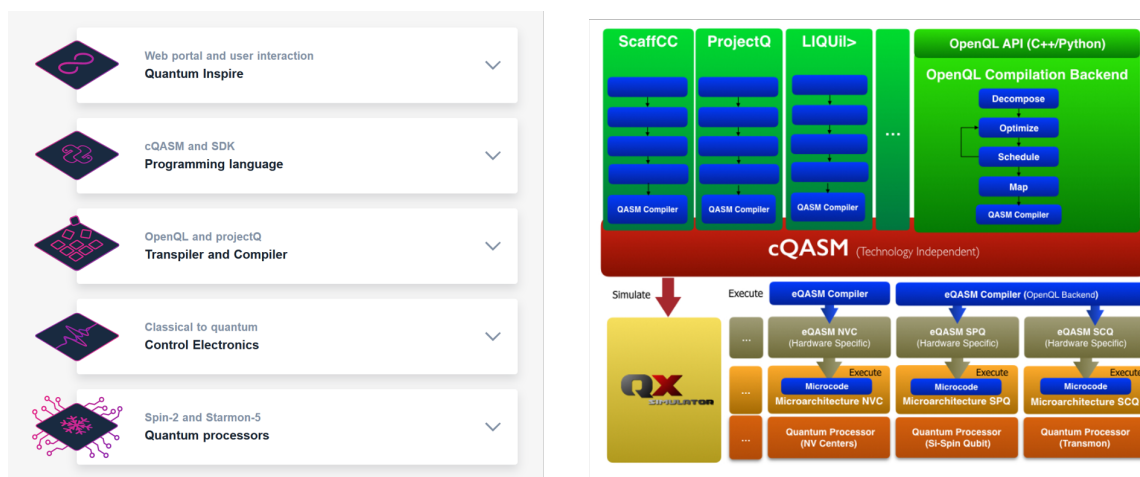 Web portal and user interaction
Quantum Inspire
cQASM and SDK
Programming language
OpenQL and projectQ
Transpiler and Compiler
Classical to quantum
Control Electronics
Spin-2 and Starmon-5
Quantum processors
ScaffCC
ProjectQ
LIQUi|>
...
OpenQL API (C++/Python)
OpenQL Compilation Backend
Decompose
Optimize
Schedule
Map
QASM Compiler
QASM Compiler
QASM Compiler
QASM Compiler
cQASM (Technology Independent)
Simulate
Execute
eQASM Compiler
eQASM Compiler (OpenQL Backend)
...
eQASM NVC
(Hardware Specific)
eQASM SPQ
(Hardware Specific)
eQASM SCQ
(Hardware Specific)
QX
SIMULATOR
...
Execute
Microcode
Microarchitecture NVC
Execute
Microcode
Microarchitecture SPQ
Execute
Microcode
Microarchitecture SCQ
...
Quantum Processor
(NV Centers)
Quantum Processor
(Si-Spin Qubit)
Quantum Processor
(Transmon)